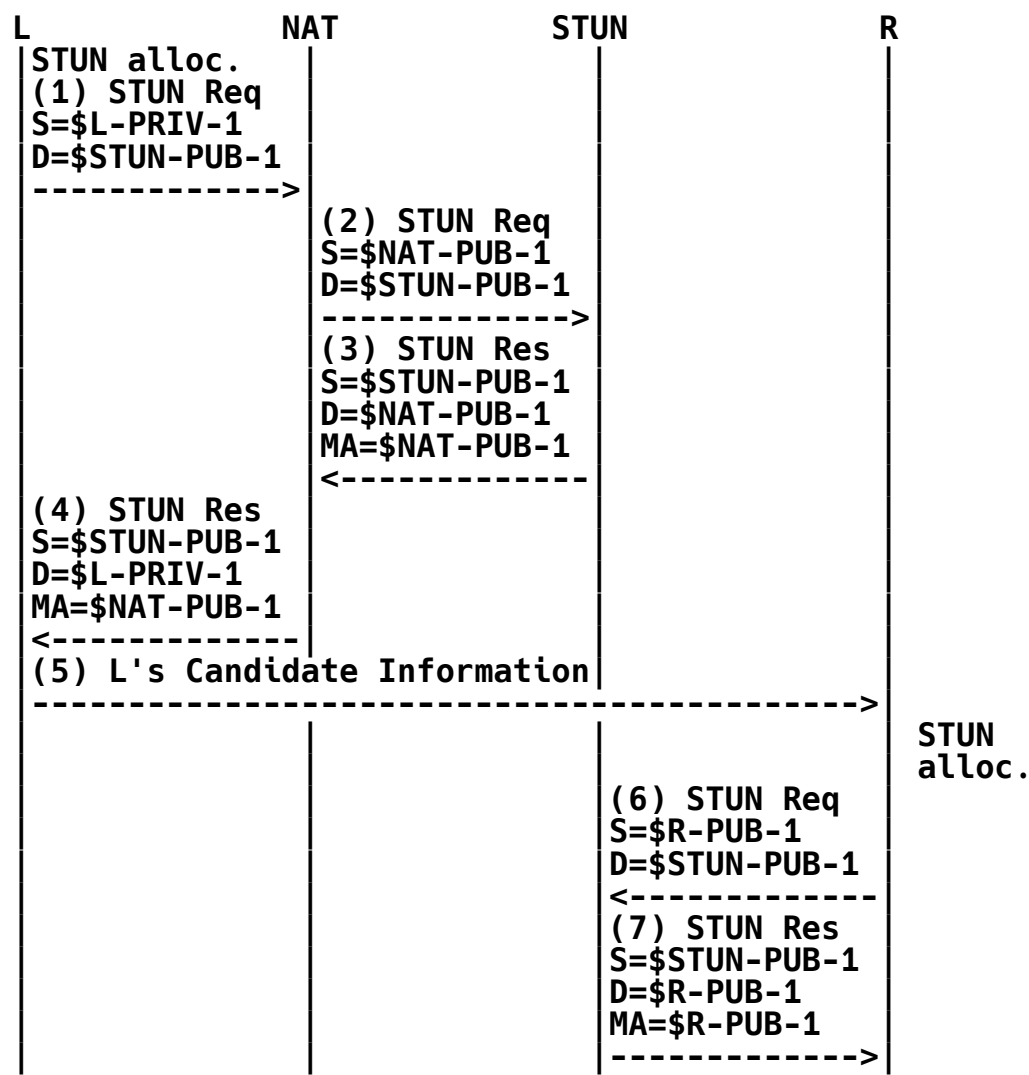 L NAT STUN R
STUN alloc.
(1) STUN Req
S=$L-PRIV-1
D=$STUN-PUB-1
------------->
(2) STUN Req
S=$NAT-PUB-1
D=$STUN-PUB-1
------------->
(3) STUN Res
S=$STUN-PUB-1
D=$NAT-PUB-1
MA=$NAT-PUB-1
<-------------
(4) STUN Res
S=$STUN-PUB-1
D=$L-PRIV-1
MA=$NAT-PUB-1
<-------------
(5) L's Candidate Information
------------------------------------------->
STUN
alloc.
(6) STUN Req
S=$R-PUB-1
D=$STUN-PUB-1
<-------------
(7) STUN Res
S=$STUN-PUB-1
D=$R-PUB-1
MA=$R-PUB-1
------------->